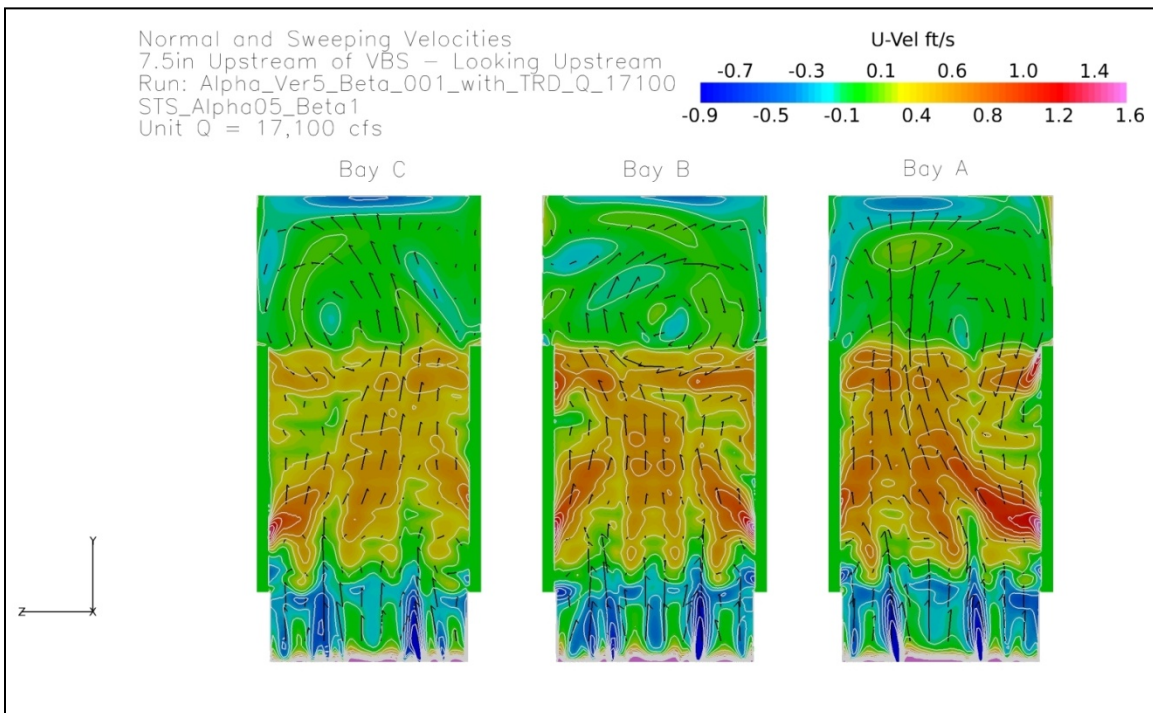 Normal and Sweeping Velocities
7.5in Upstream of VBS – Looking Upstream
Run: Alpha_Ver5_Beta_001_with_TRD_Q_17100
STS_Alpha05_Beta1
Unit Q = 17,100 cfs
U-Vel ft/s
-0.7 -0.3 0.1 0.6 1.0 1.4
-0.9 -0.5 -0.1 0.4 0.8 1.2 1.6
Bay C Bay B Bay A
Y
Z X